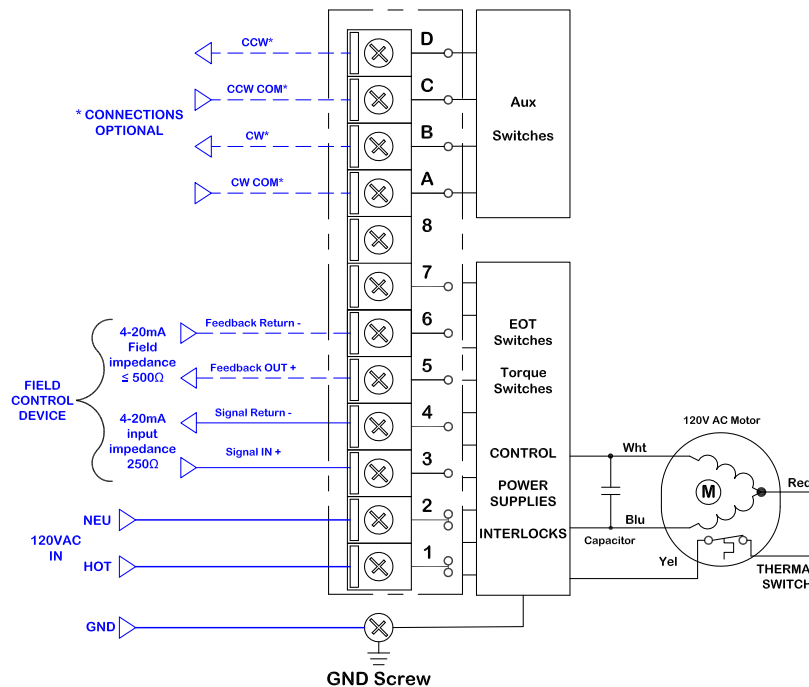 CCW*
D
CCW COM*
C
* CONNECTIONS
OPTIONAL
CW*
B
CW COM*
A
Aux
Switches
8
7
Feedback Return -
6
4-20mA
Field
impedance
≤ 500Ω
Feedback OUT +
5
FIELD
CONTROL
DEVICE
4-20mA
input
impedance
250Ω
Signal Return -
4
Signal IN +
3
EOT
Switches
Torque
Switches
CONTROL
POWER
SUPPLIES
INTERLOCKS
120V AC Motor
Wht
M
Red
Blu
Capacitor
Yel
THERMA
SWITCH
NEU
2
120VAC
IN
HOT
1
GND
GND Screw